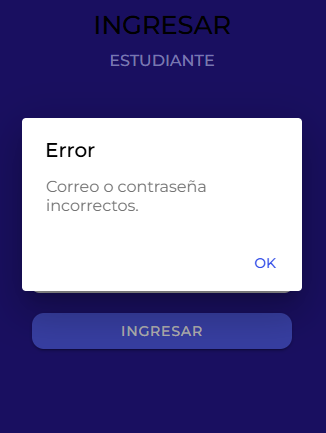 INGRESAR
ESTUDIANTE
Error
Correo o contraseña
incorrectos.
OK
INGRESAR